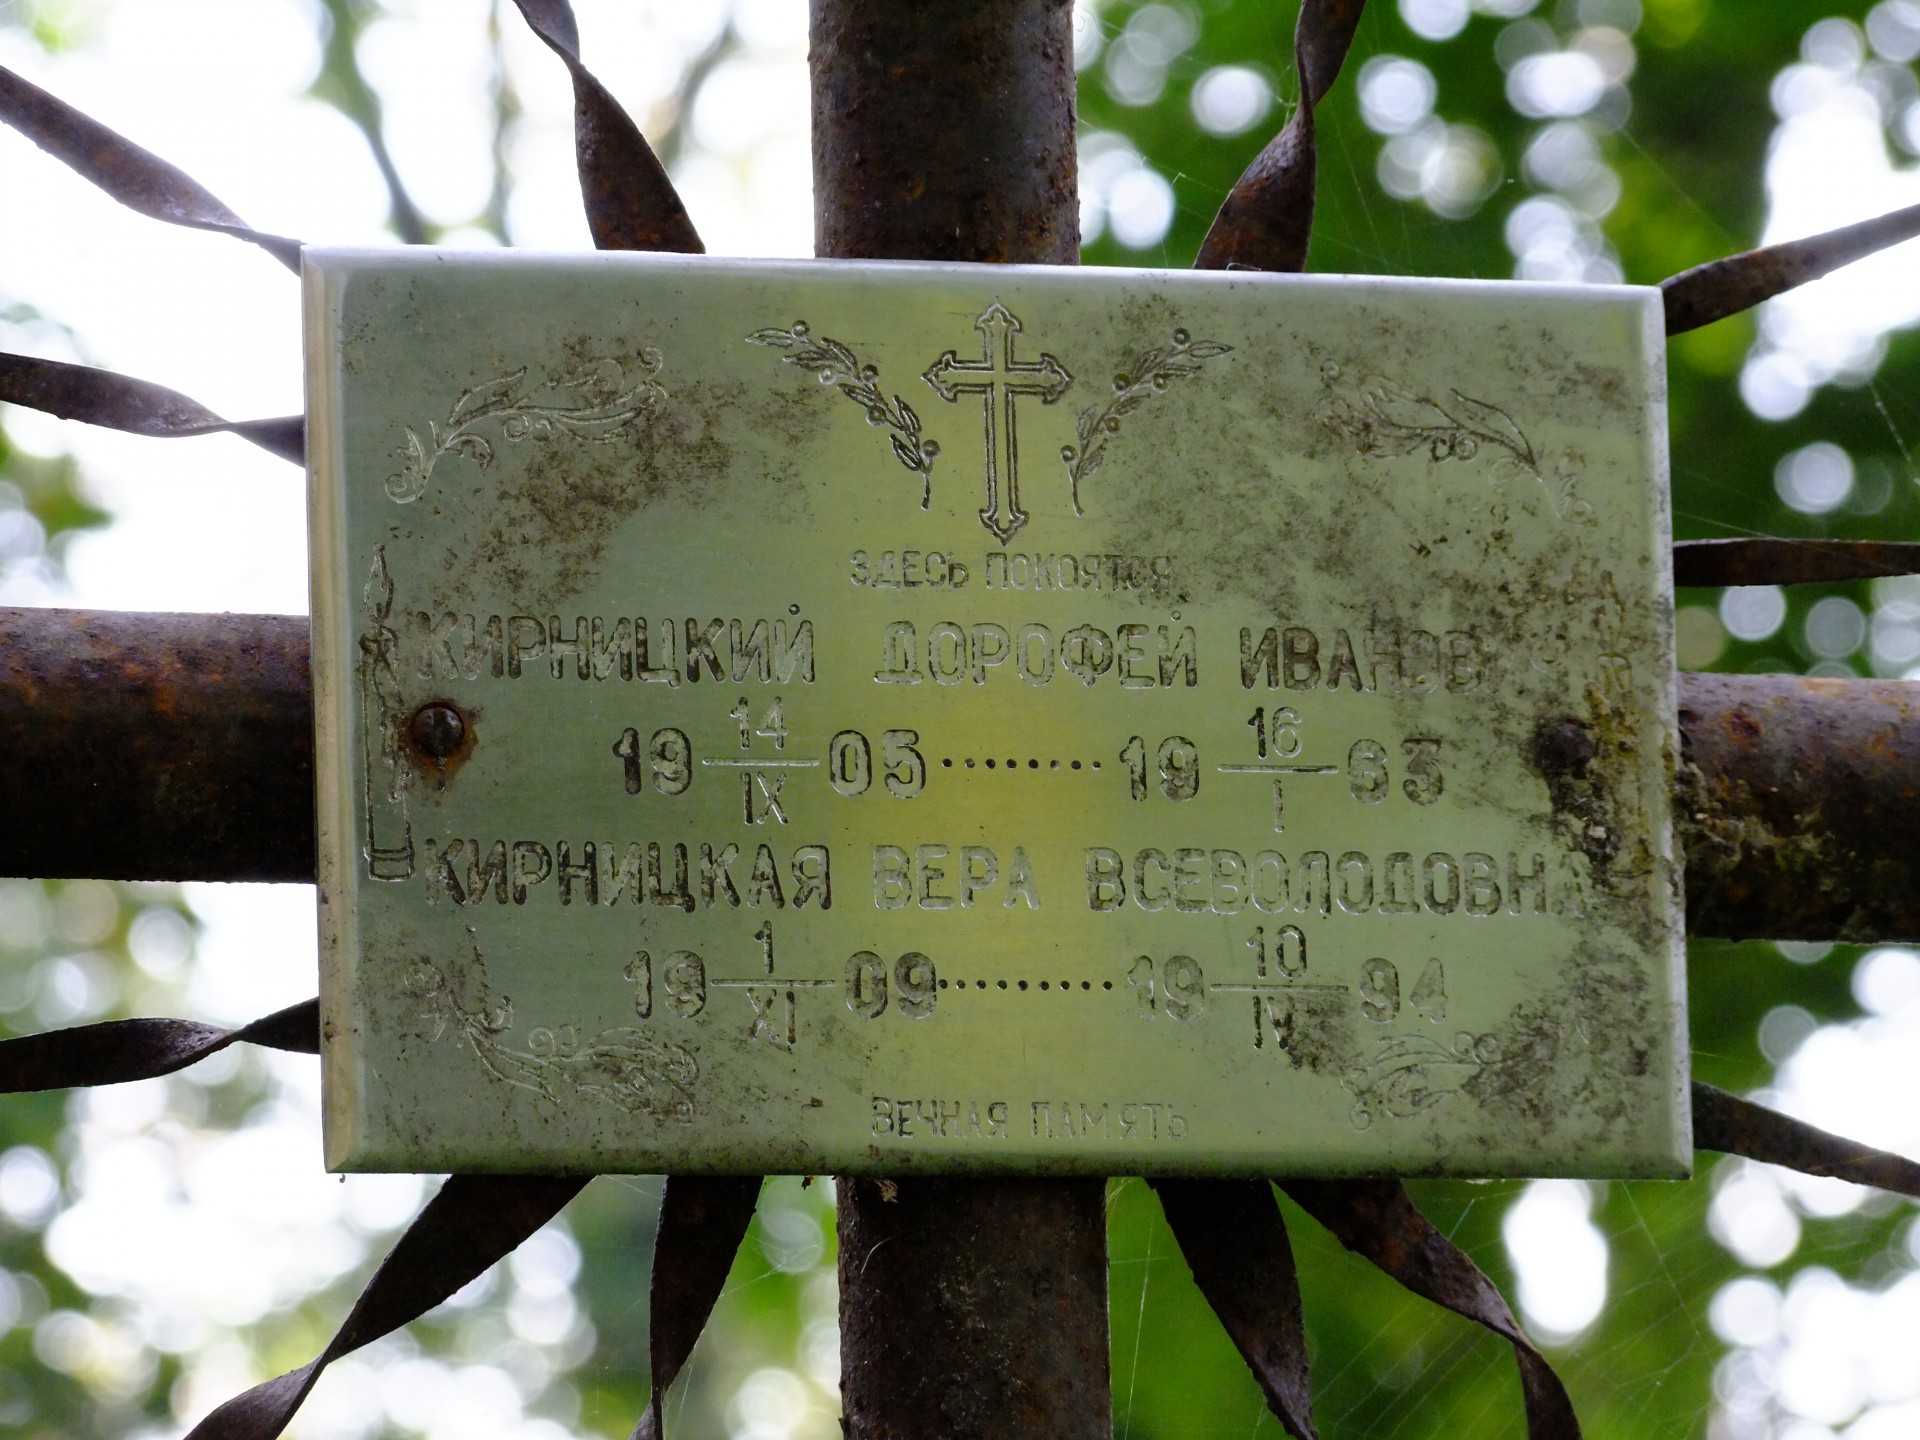 ЗДЕСЬ ПОКОЯТСЯ
КИРНИЦКИЙ ДОРОФЕЙ ИВАНОВИЧ
19 14/IX 05 ........ 19 16/I 63
КИРНИЦКАЯ ВЕРА ВСЕВОЛОДОВНА
19 1/XI 09 ......... 19 10/IV 94
ВЕЧНАЯ ПАМЯТЬ